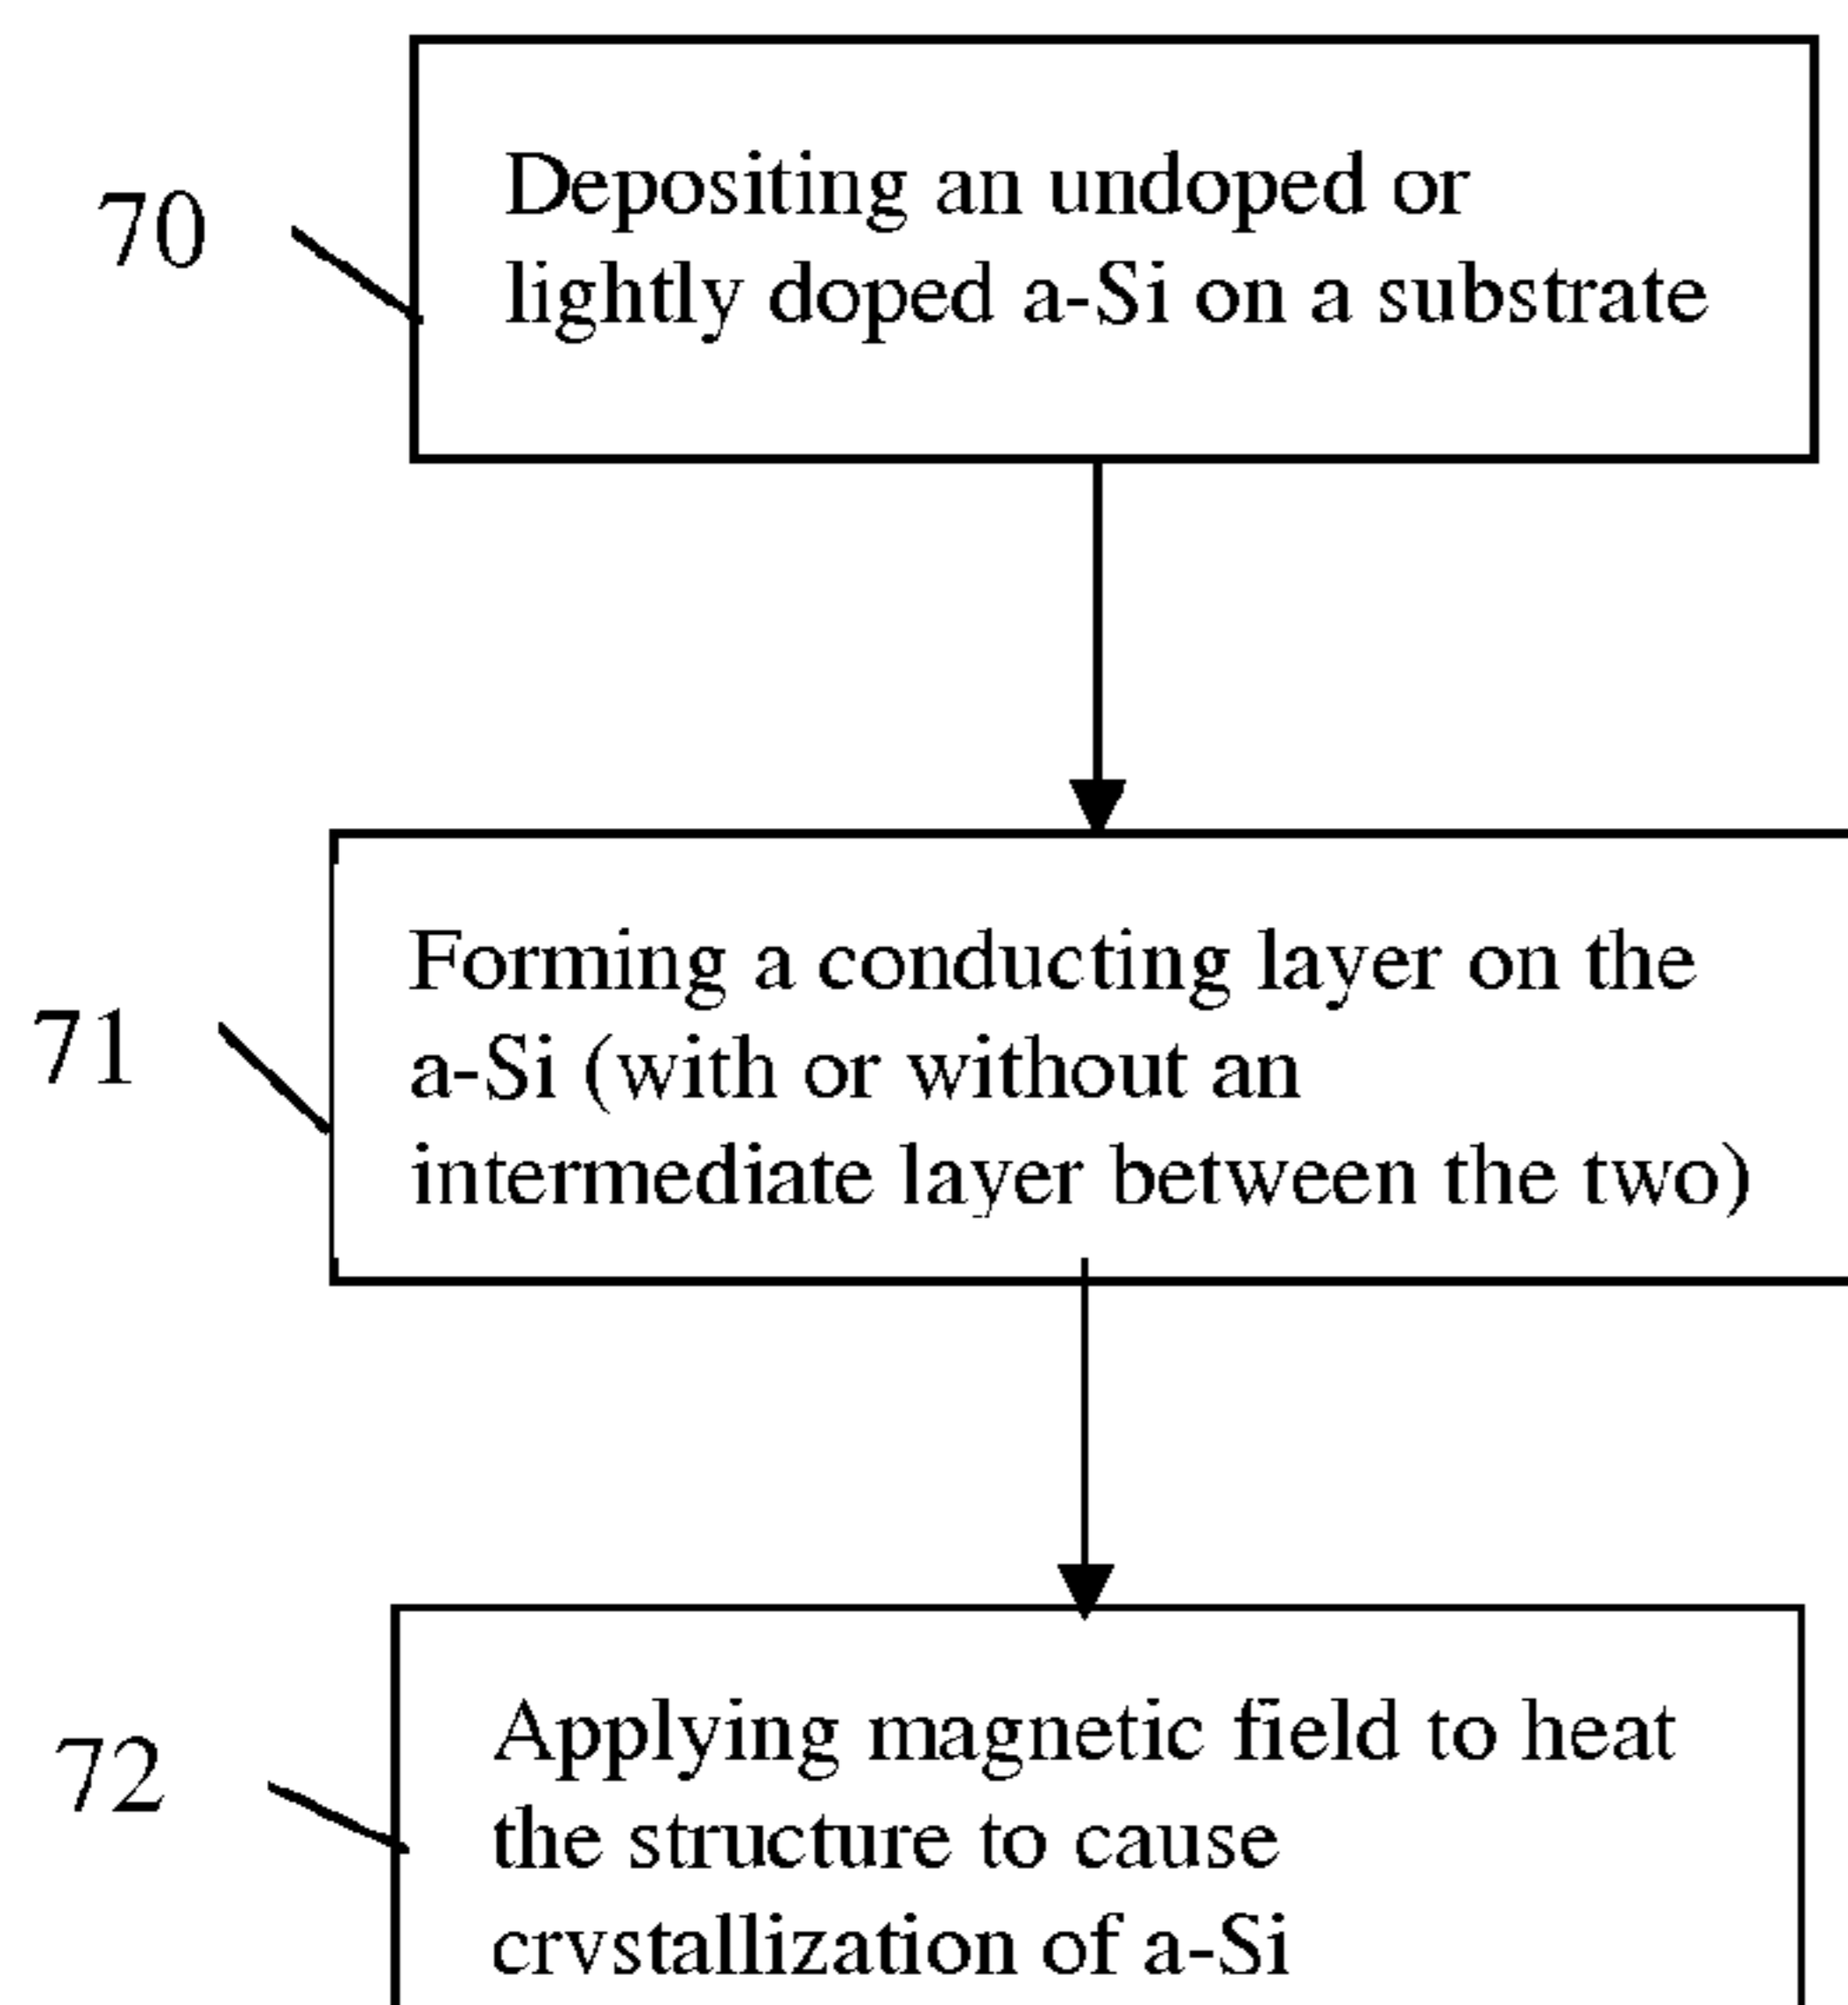 70
Depositing an undoped or
lightly doped a-Si on a substrate
71
Forming a conducting layer on the
a-Si (with or without an
intermediate layer between the two)
72
Applying magnetic field to heat
the structure to cause
crystallization of a-Si